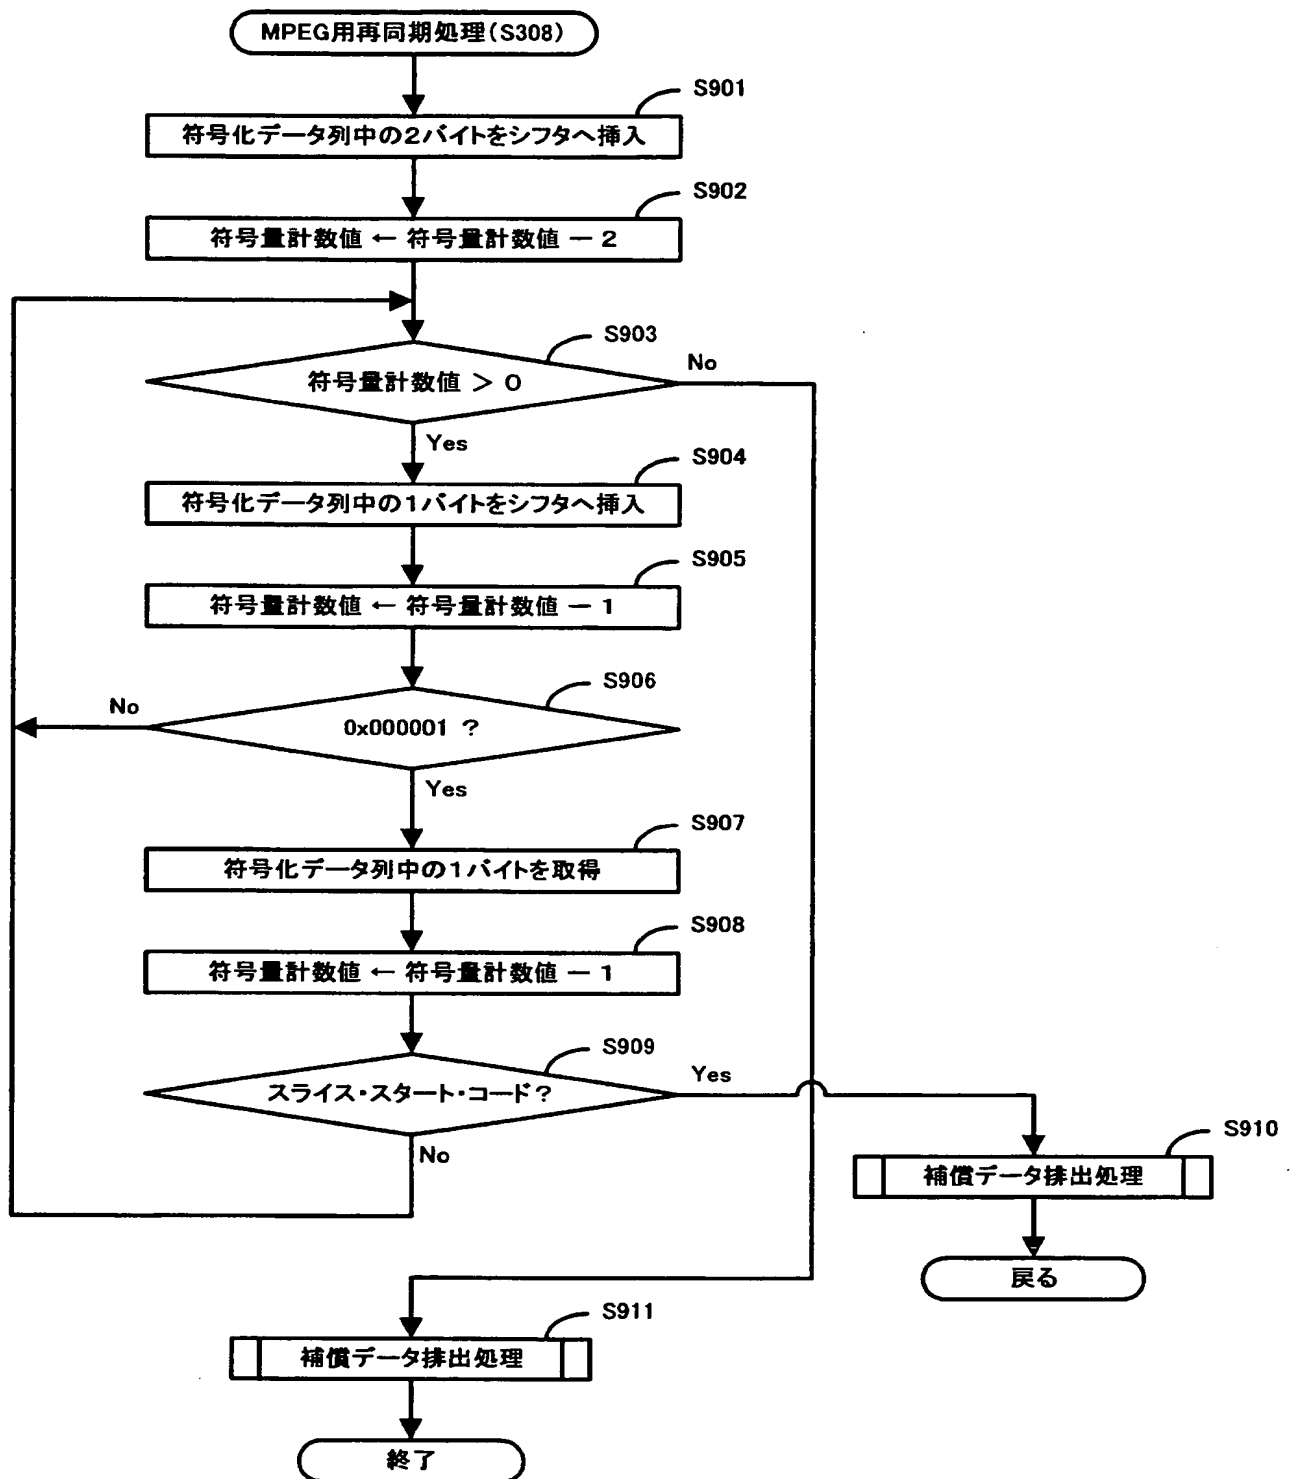 MPEG用再同期処理(S308)
S901
符号化データ列中の2バイトをシフタへ挿入
S902
符号量計数値 ← 符号量計数値 － 2
S903
符号量計数値 ＞ 0
No
Yes
S904
符号化データ列中の1バイトをシフタへ挿入
S905
符号量計数値 ← 符号量計数値 － 1
S906
No
0x000001 ？
Yes
S907
符号化データ列中の1バイトを取得
S908
符号量計数値 ← 符号量計数値 － 1
S909
スライス・スタート・コード？
Yes
No
S910
補償データ排出処理
戻る
S911
補償データ排出処理
終了